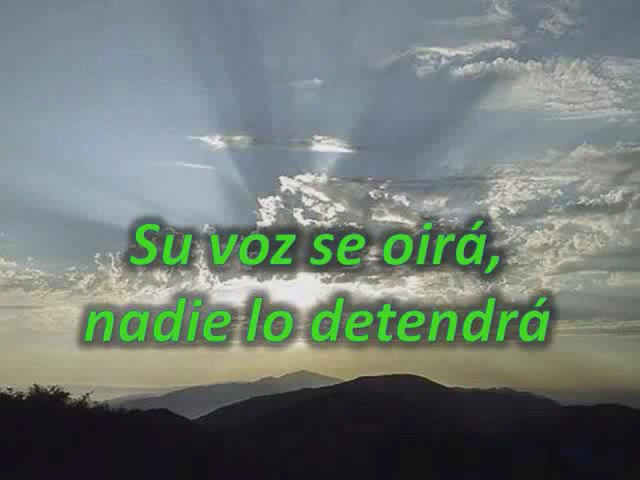 Su voz se oirá,
nadie lo detendrá